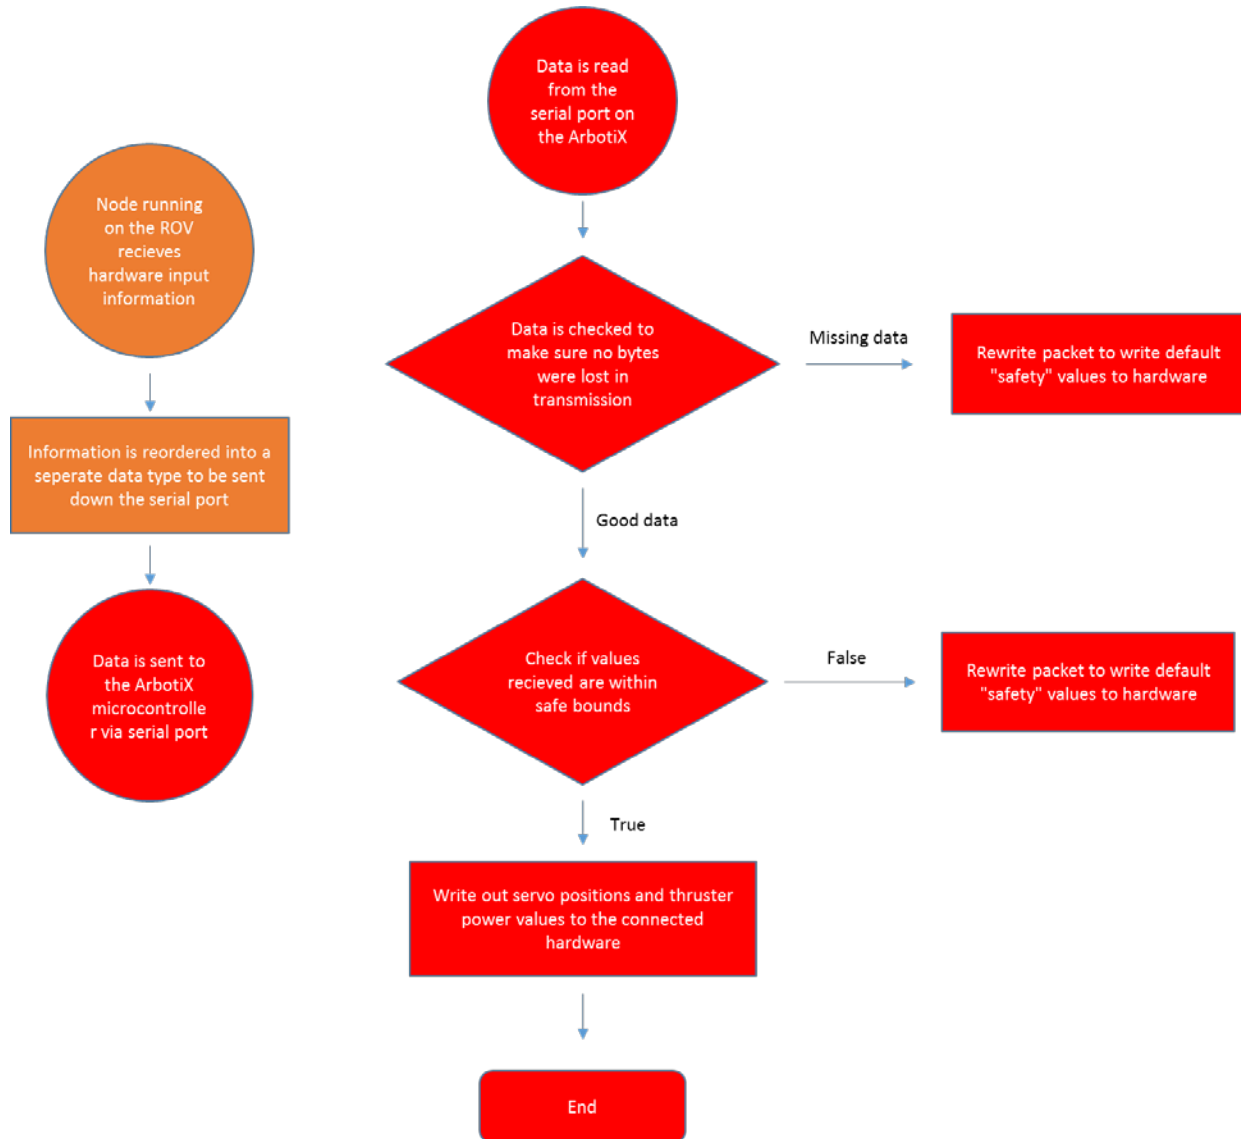 Node running
on the ROV
recieves
hardware input
information
Information is reordered into a
seperate data type to be sent
down the serial port
Data is sent to
the ArbotiX
microcontrolle
r via serial port
Data is read
from the
serial port on
the ArbotiX
Data is checked to
make sure no bytes
were lost in
transmission
Missing data
Rewrite packet to write default
"safety" values to hardware
Good data
Check if values
recieved are within
safe bounds
False
Rewrite packet to write default
"safety" values to hardware
True
Write out servo positions and thruster
power values to the connected
hardware
End